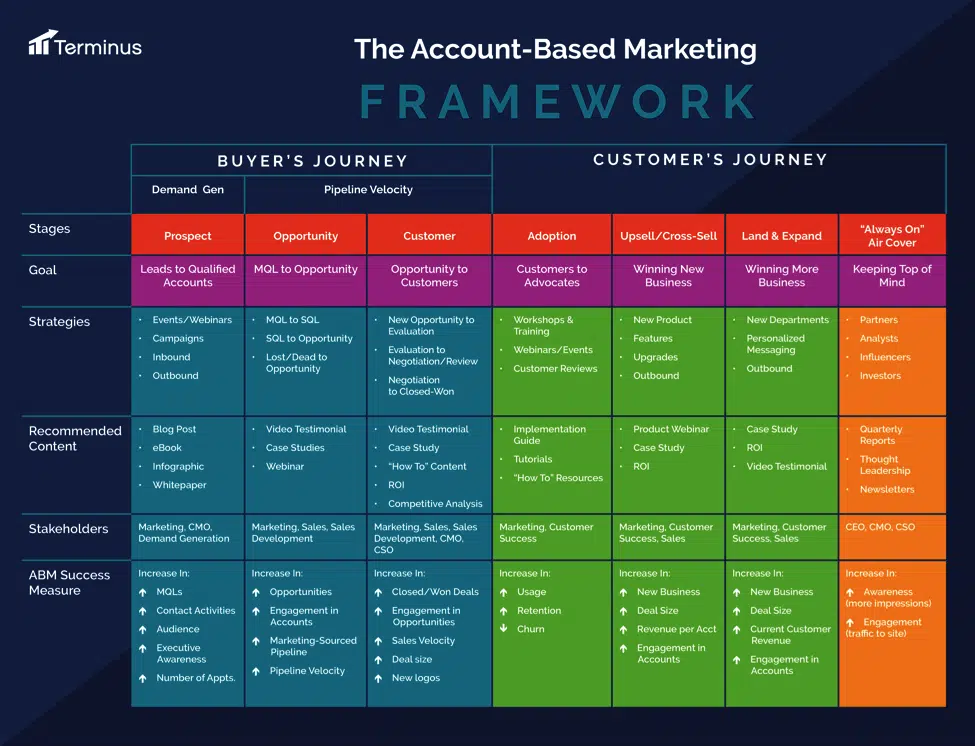 Terminus
The Account-Based Marketing
FRAMEWORK
BUYER'S JOURNEY
CUSTOMER'S JOURNEY
Demand Gen
Pipeline Velocity
Stages
Prospect
Opportunity
Customer
Adoption
Upsell/Cross-Sell
Land & Expand
“Always On”
Air Cover
Goal
Leads to Qualified
Accounts
MQL to Opportunity
Opportunity to
Customers
Customers to
Advocates
Winning New
Business
Winning More
Business
Keeping Top of
Mind
Strategies
• Events/Webinars
• Campaigns
• Inbound
• Outbound
• MQL to SQL
• SQL to Opportunity
• Lost/Dead to
Opportunity
• New Opportunity to
Evaluation
• Evaluation to
Negotiation/Review
• Negotiation
to Closed-Won
• Workshops &
Training
• Webinars/Events
• Customer Reviews
• New Product
• Features
• Upgrades
• Outbound
• New Departments
• Personalized
Messaging
• Outbound
• Partners
• Analysts
• Influencers
• Investors
Recommended
Content
• Blog Post
• eBook
• Infographic
• Whitepaper
• Video Testimonial
• Case Studies
• Webinar
• Video Testimonial
• Case Study
• “How To” Content
• ROI
• Competitive Analysis
• Implementation
Guide
• Tutorials
• “How To” Resources
• Product Webinar
• Case Study
• ROI
• Case Study
• ROI
• Video Testimonial
• Quarterly
Reports
• Thought
Leadership
• Newsletters
Stakeholders
Marketing, CMO,
Demand Generation
Marketing, Sales, Sales
Development
Marketing, Sales, Sales
Development, CMO,
CSO
Marketing, Customer
Success
Marketing, Customer
Success, Sales
Marketing, Customer
Success, Sales
CEO, CMO, CSO
ABM Success
Measure
Increase In:
↑ MQLs
↑ Contact Activities
↑ Audience
↑ Executive
Awareness
↑ Number of Appts.
Increase In:
↑ Opportunities
↑ Engagement in
Accounts
↑ Marketing-Sourced
Pipeline
↑ Pipeline Velocity
Increase In:
↑ Closed/Won Deals
↑ Engagement in
Opportunities
↑ Sales Velocity
↑ Deal size
↑ New logos
Increase In:
↑ Usage
↑ Retention
↓ Churn
Increase In:
↑ New Business
↑ Deal Size
↑ Revenue per Acct
↑ Engagement in
Accounts
Increase In:
↑ New Business
↑ Deal Size
↑ Current Customer
Revenue
↑ Engagement in
Accounts
Increase In:
↑ Awareness
(more impressions)
↑ Engagement
(traffic to site)